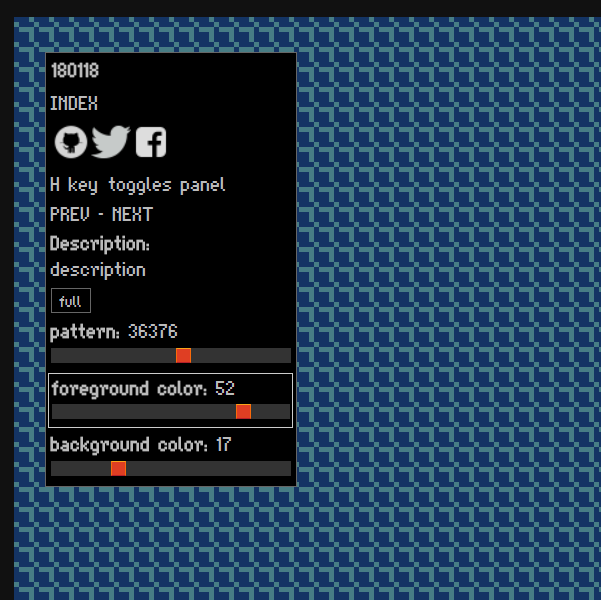 180118
INDEX
H key toggles panel
PREV - NEXT
Description:
description
full
pattern: 36376
foreground color: 52
background color: 17